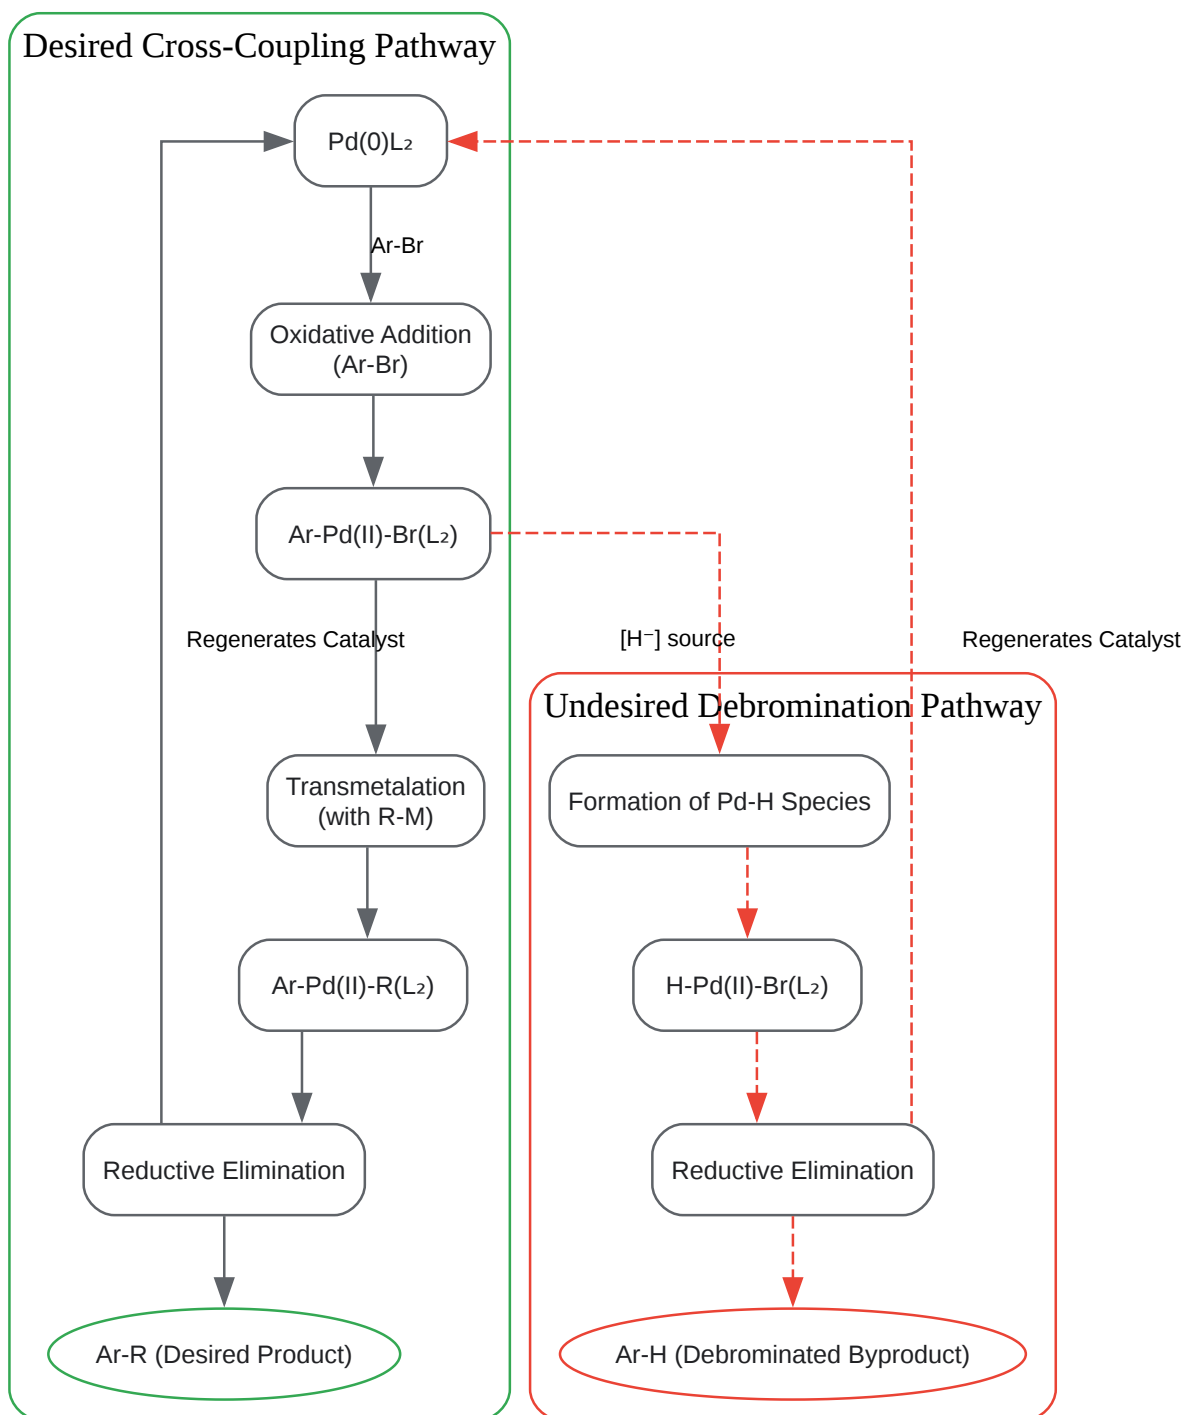 Desired Cross-Coupling Pathway
Pd(0)L₂
Ar-Br
Oxidative Addition
(Ar-Br)
Ar-Pd(II)-Br(L₂)
Regenerates Catalyst
[H⁻] source
Regenerates Catalyst
Undesired Debromination Pathway
Transmetalation
(with R-M)
Formation of Pd-H Species
Ar-Pd(II)-R(L₂)
H-Pd(II)-Br(L₂)
Reductive Elimination
Reductive Elimination
Ar-R (Desired Product)
Ar-H (Debrominated Byproduct)